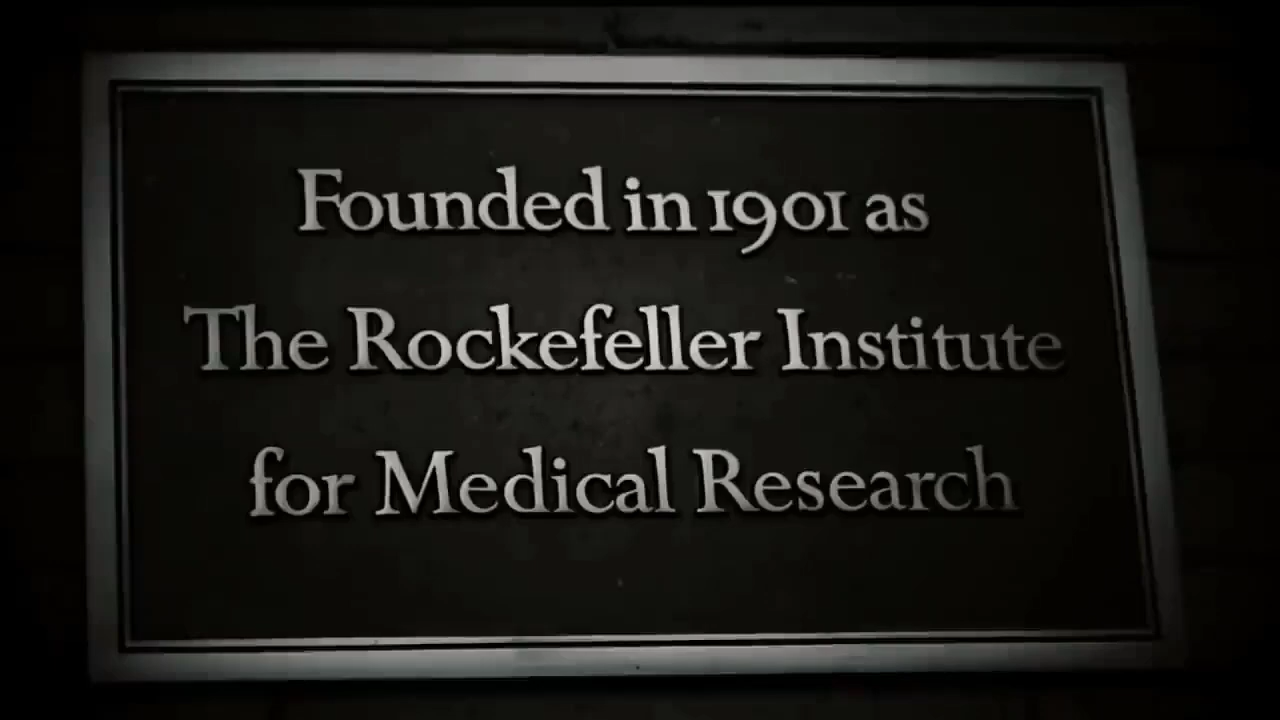 Founded in 1901 as
The Rockefeller Institute
for Medical Research